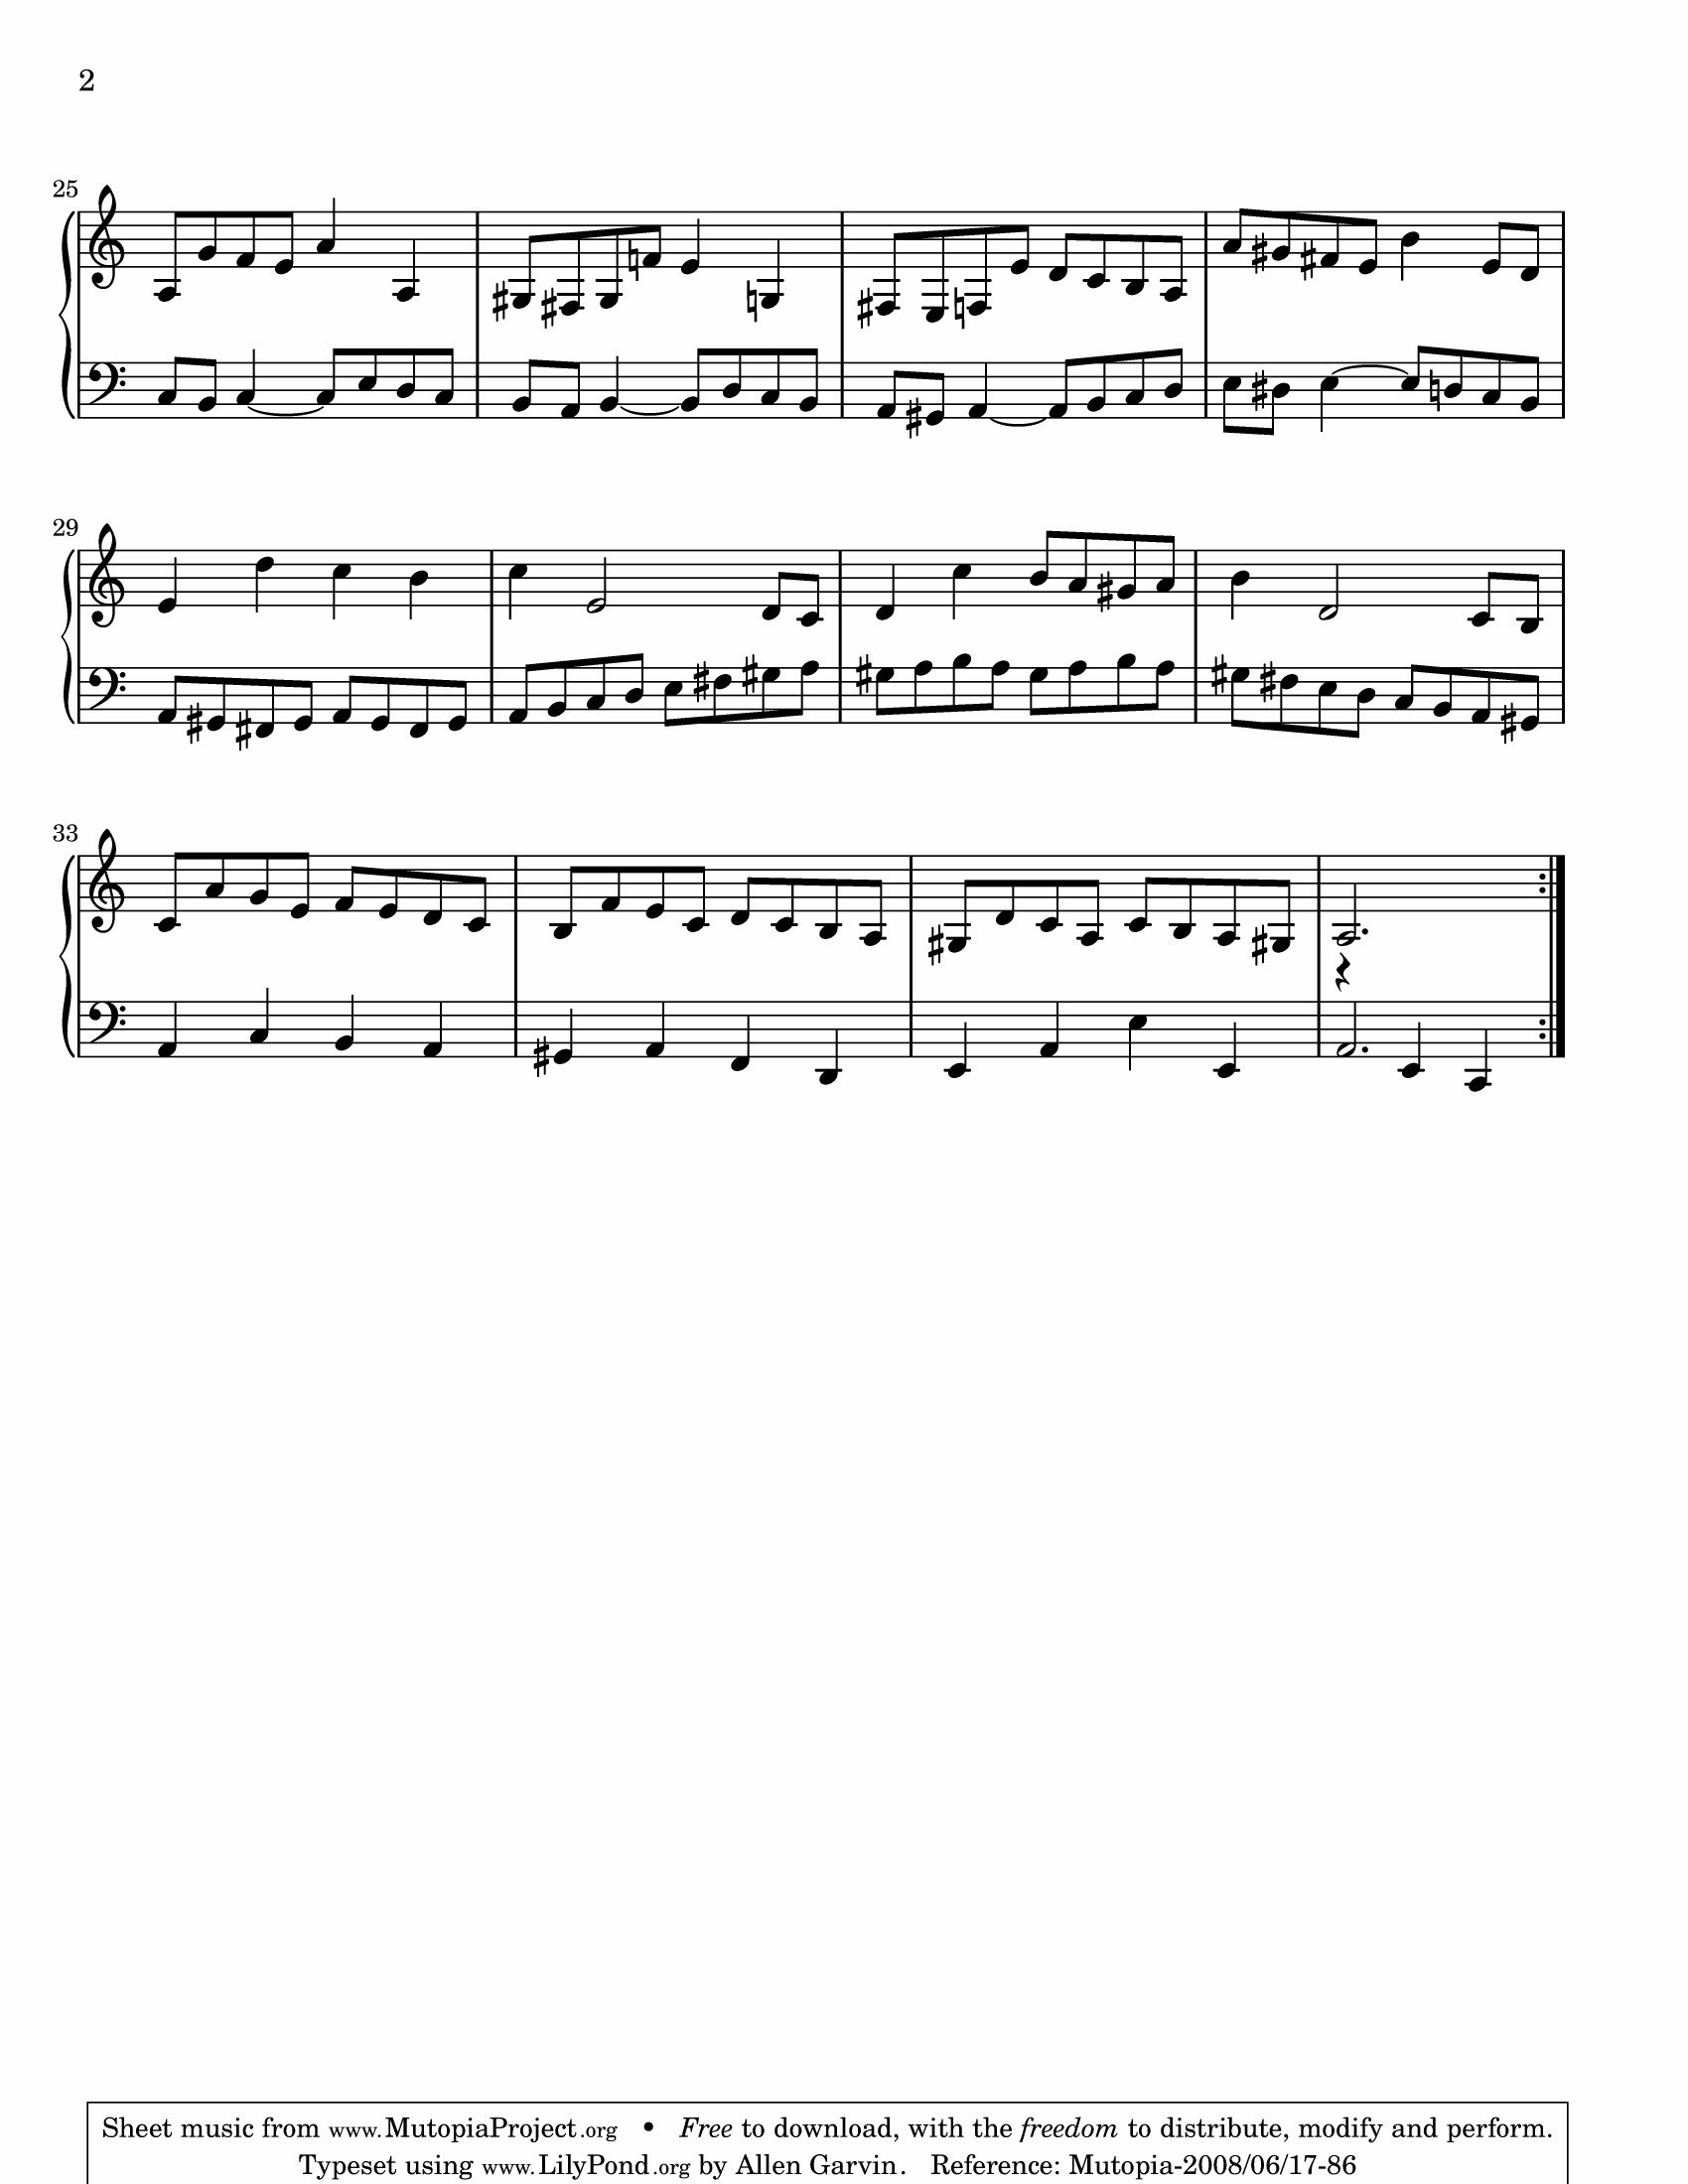 2
25
29
33
Sheet music from www.MutopiaProject.org • Free to download, with the freedom to distribute, modify and perform.
Typeset using www.LilyPond.org by Allen Garvin. Reference: Mutopia-2008/06/17-86